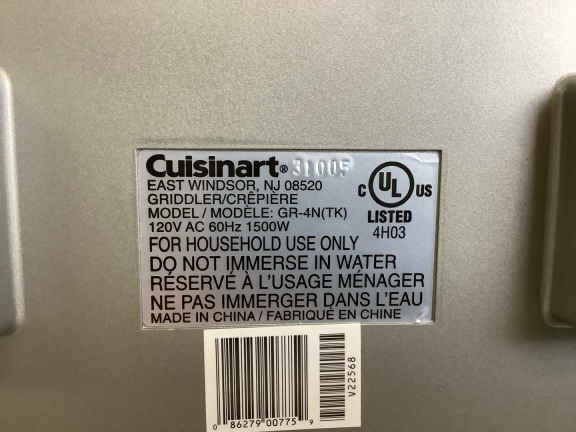 Cuisinart® 31005
EAST WINDSOR, NJ 08520
GRIDDLER/CRÊPIÈRE
MODEL / MODÈLE: GR-4N(TK)
120V AC 60Hz 1500W
FOR HOUSEHOLD USE ONLY
DO NOT IMMERSE IN WATER
RÉSERVÉ À L'USAGE MÉNAGER
NE PAS IMMERGER DANS L'EAU
MADE IN CHINA / FABRIQUÉ EN CHINE
C UL US
®
LISTED
4H03
0 86279 00775 9
V22568